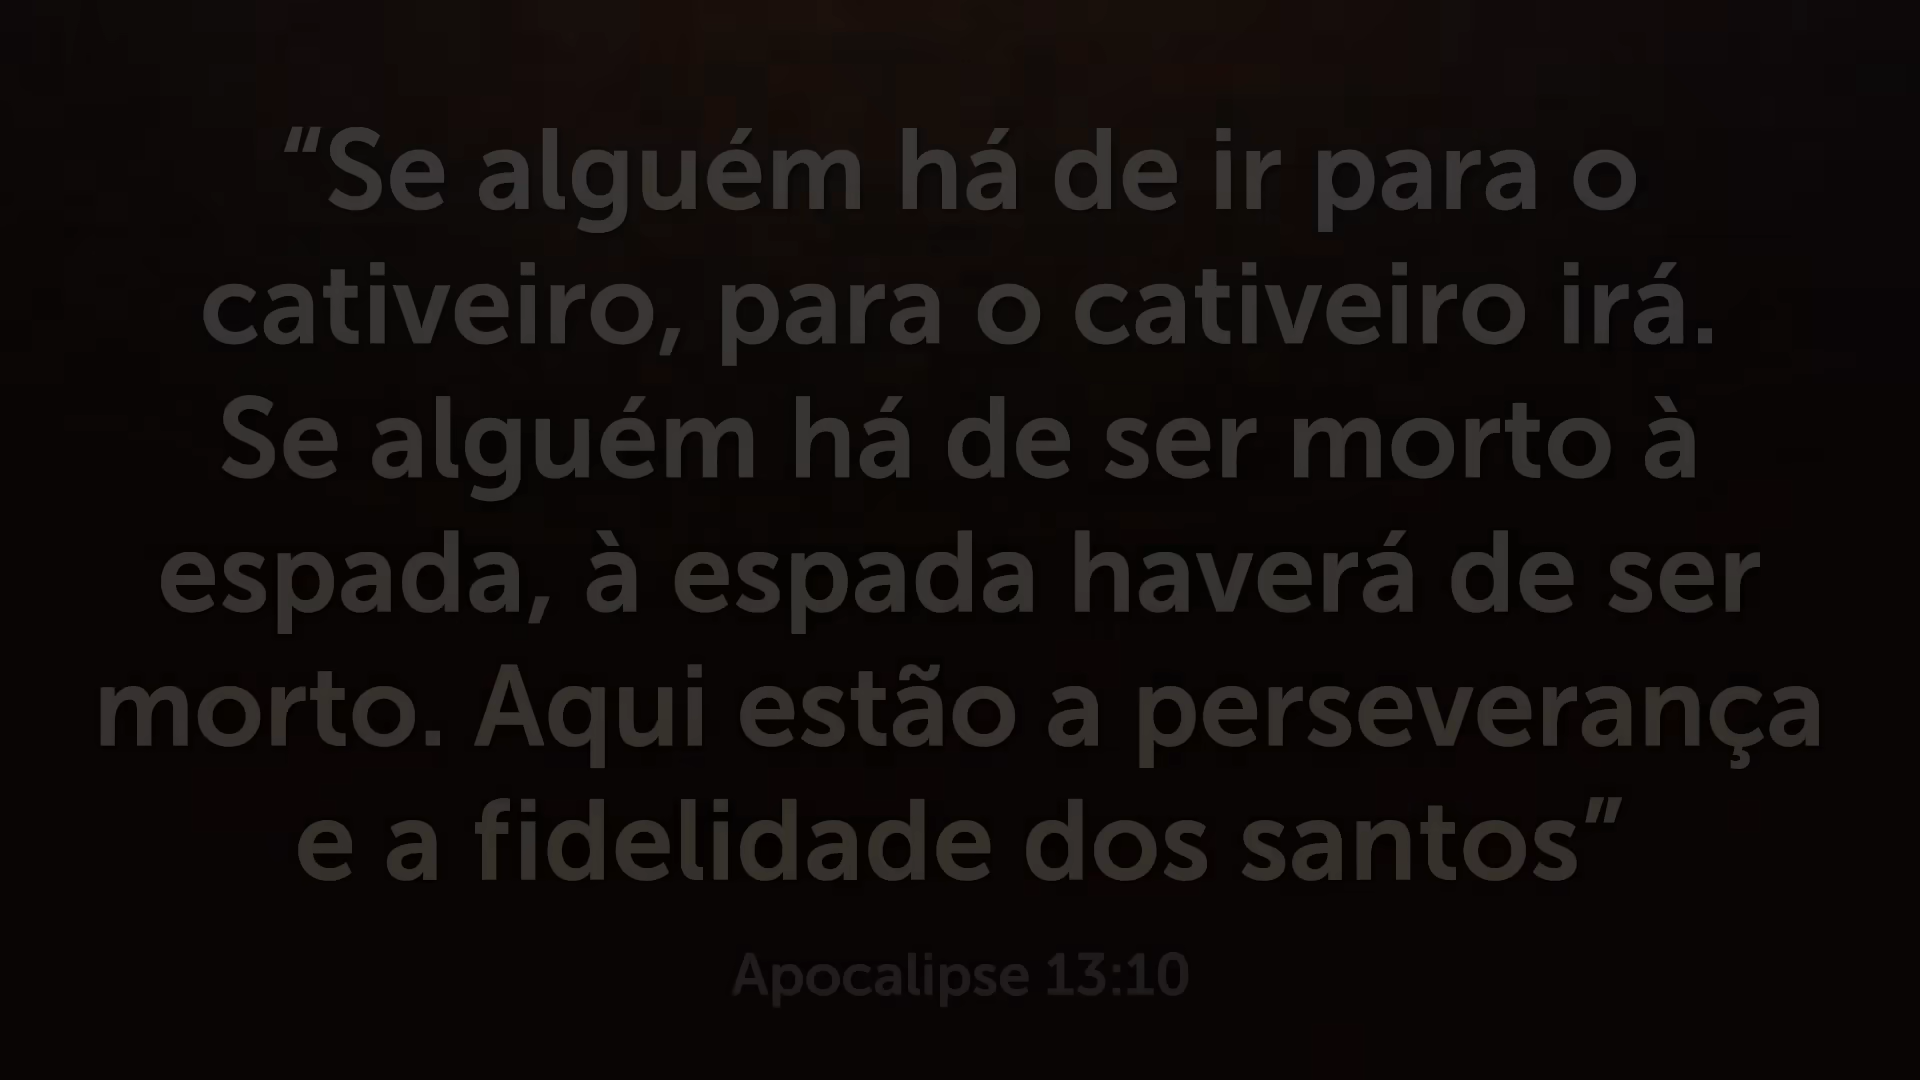 “Se alguém há de ir para o
cativeiro, para o cativeiro irá.
Se alguém há de ser morto à
espada, à espada haverá de ser
morto. Aqui estão a perseverança
e a fidelidade dos santos”
Apocalipse 13:10